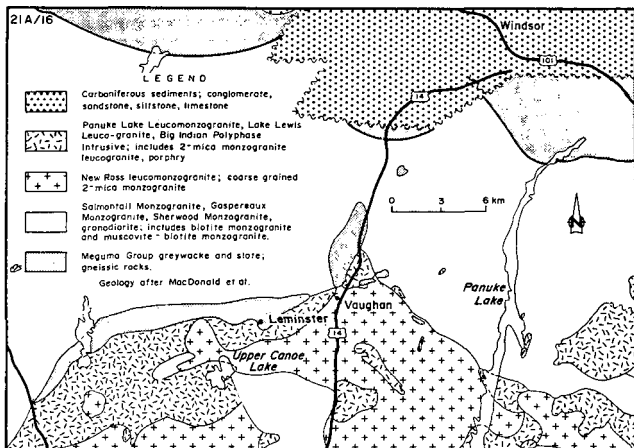 21A/16
Windsor
101
14
LEGEND
Carboniferous sediments; conglomerate,
sandstone, siltstone, limestone
Panuke Lake Leucomonzogranite, Lake Lewis
Leuco-granite, Big Indian Polyphase
Intrusive; includes 2-mica monzogranite
leucogranite, porphry
New Ross leucomonzogranite; coarse grained
2-mica monzogranite
Salmontail Monzogranite, Gaspereaux
Monzogranite, Sherwood Monzogranite,
granodiorite; includes biotite monzogranite
and muscovite-biotite monzogranite.
Meguma Group greywacke and slate;
gneissic rocks.
Geology after MacDonald et al.
0 3 6 km
N
Panuke
Lake
Vaughan
Leminster
14
Upper Canoe
Lake